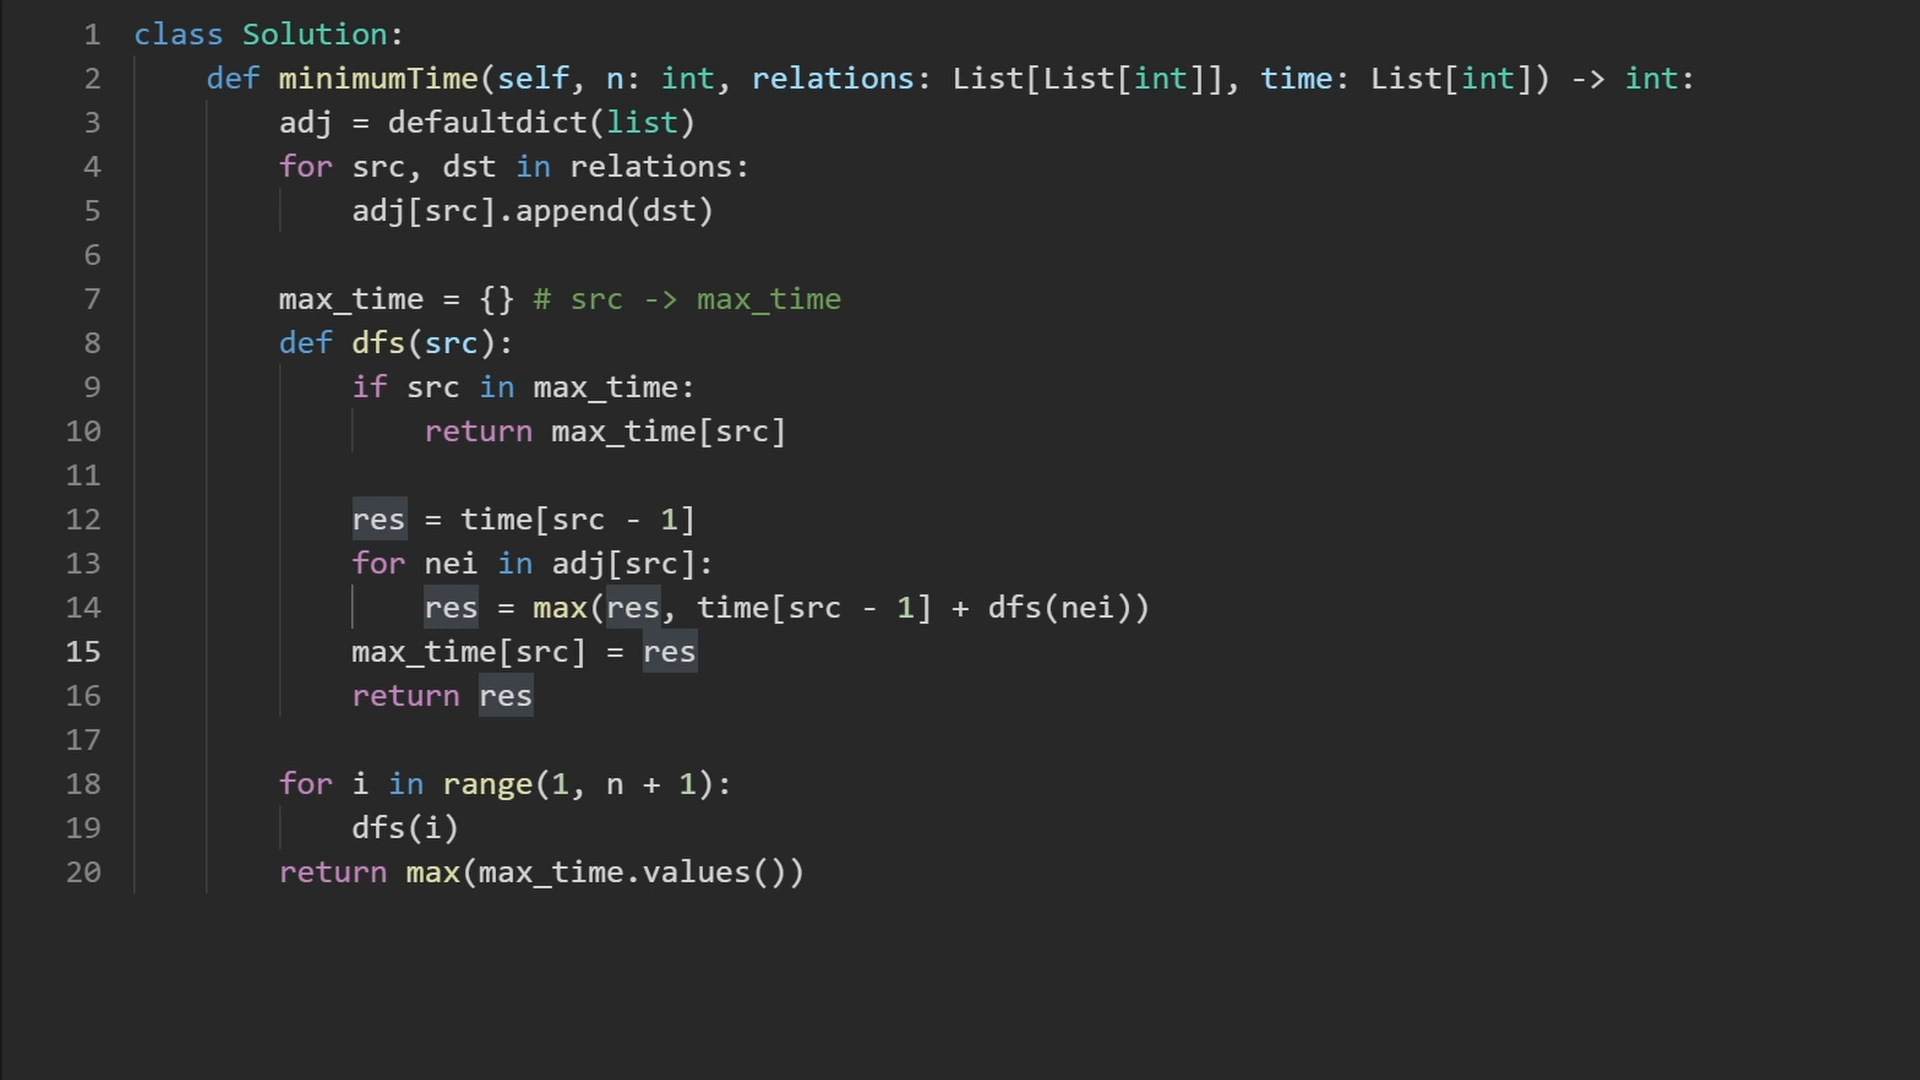 1 class Solution:
2     def minimumTime(self, n: int, relations: List[List[int]], time: List[int]) -> int:
3         adj = defaultdict(list)
4         for src, dst in relations:
5             adj[src].append(dst)
6
7         max_time = {} # src -> max_time
8         def dfs(src):
9             if src in max_time:
10                 return max_time[src]
11
12             res = time[src - 1]
13             for nei in adj[src]:
14                 res = max(res, time[src - 1] + dfs(nei))
15             max_time[src] = res
16             return res
17
18         for i in range(1, n + 1):
19             dfs(i)
20         return max(max_time.values())